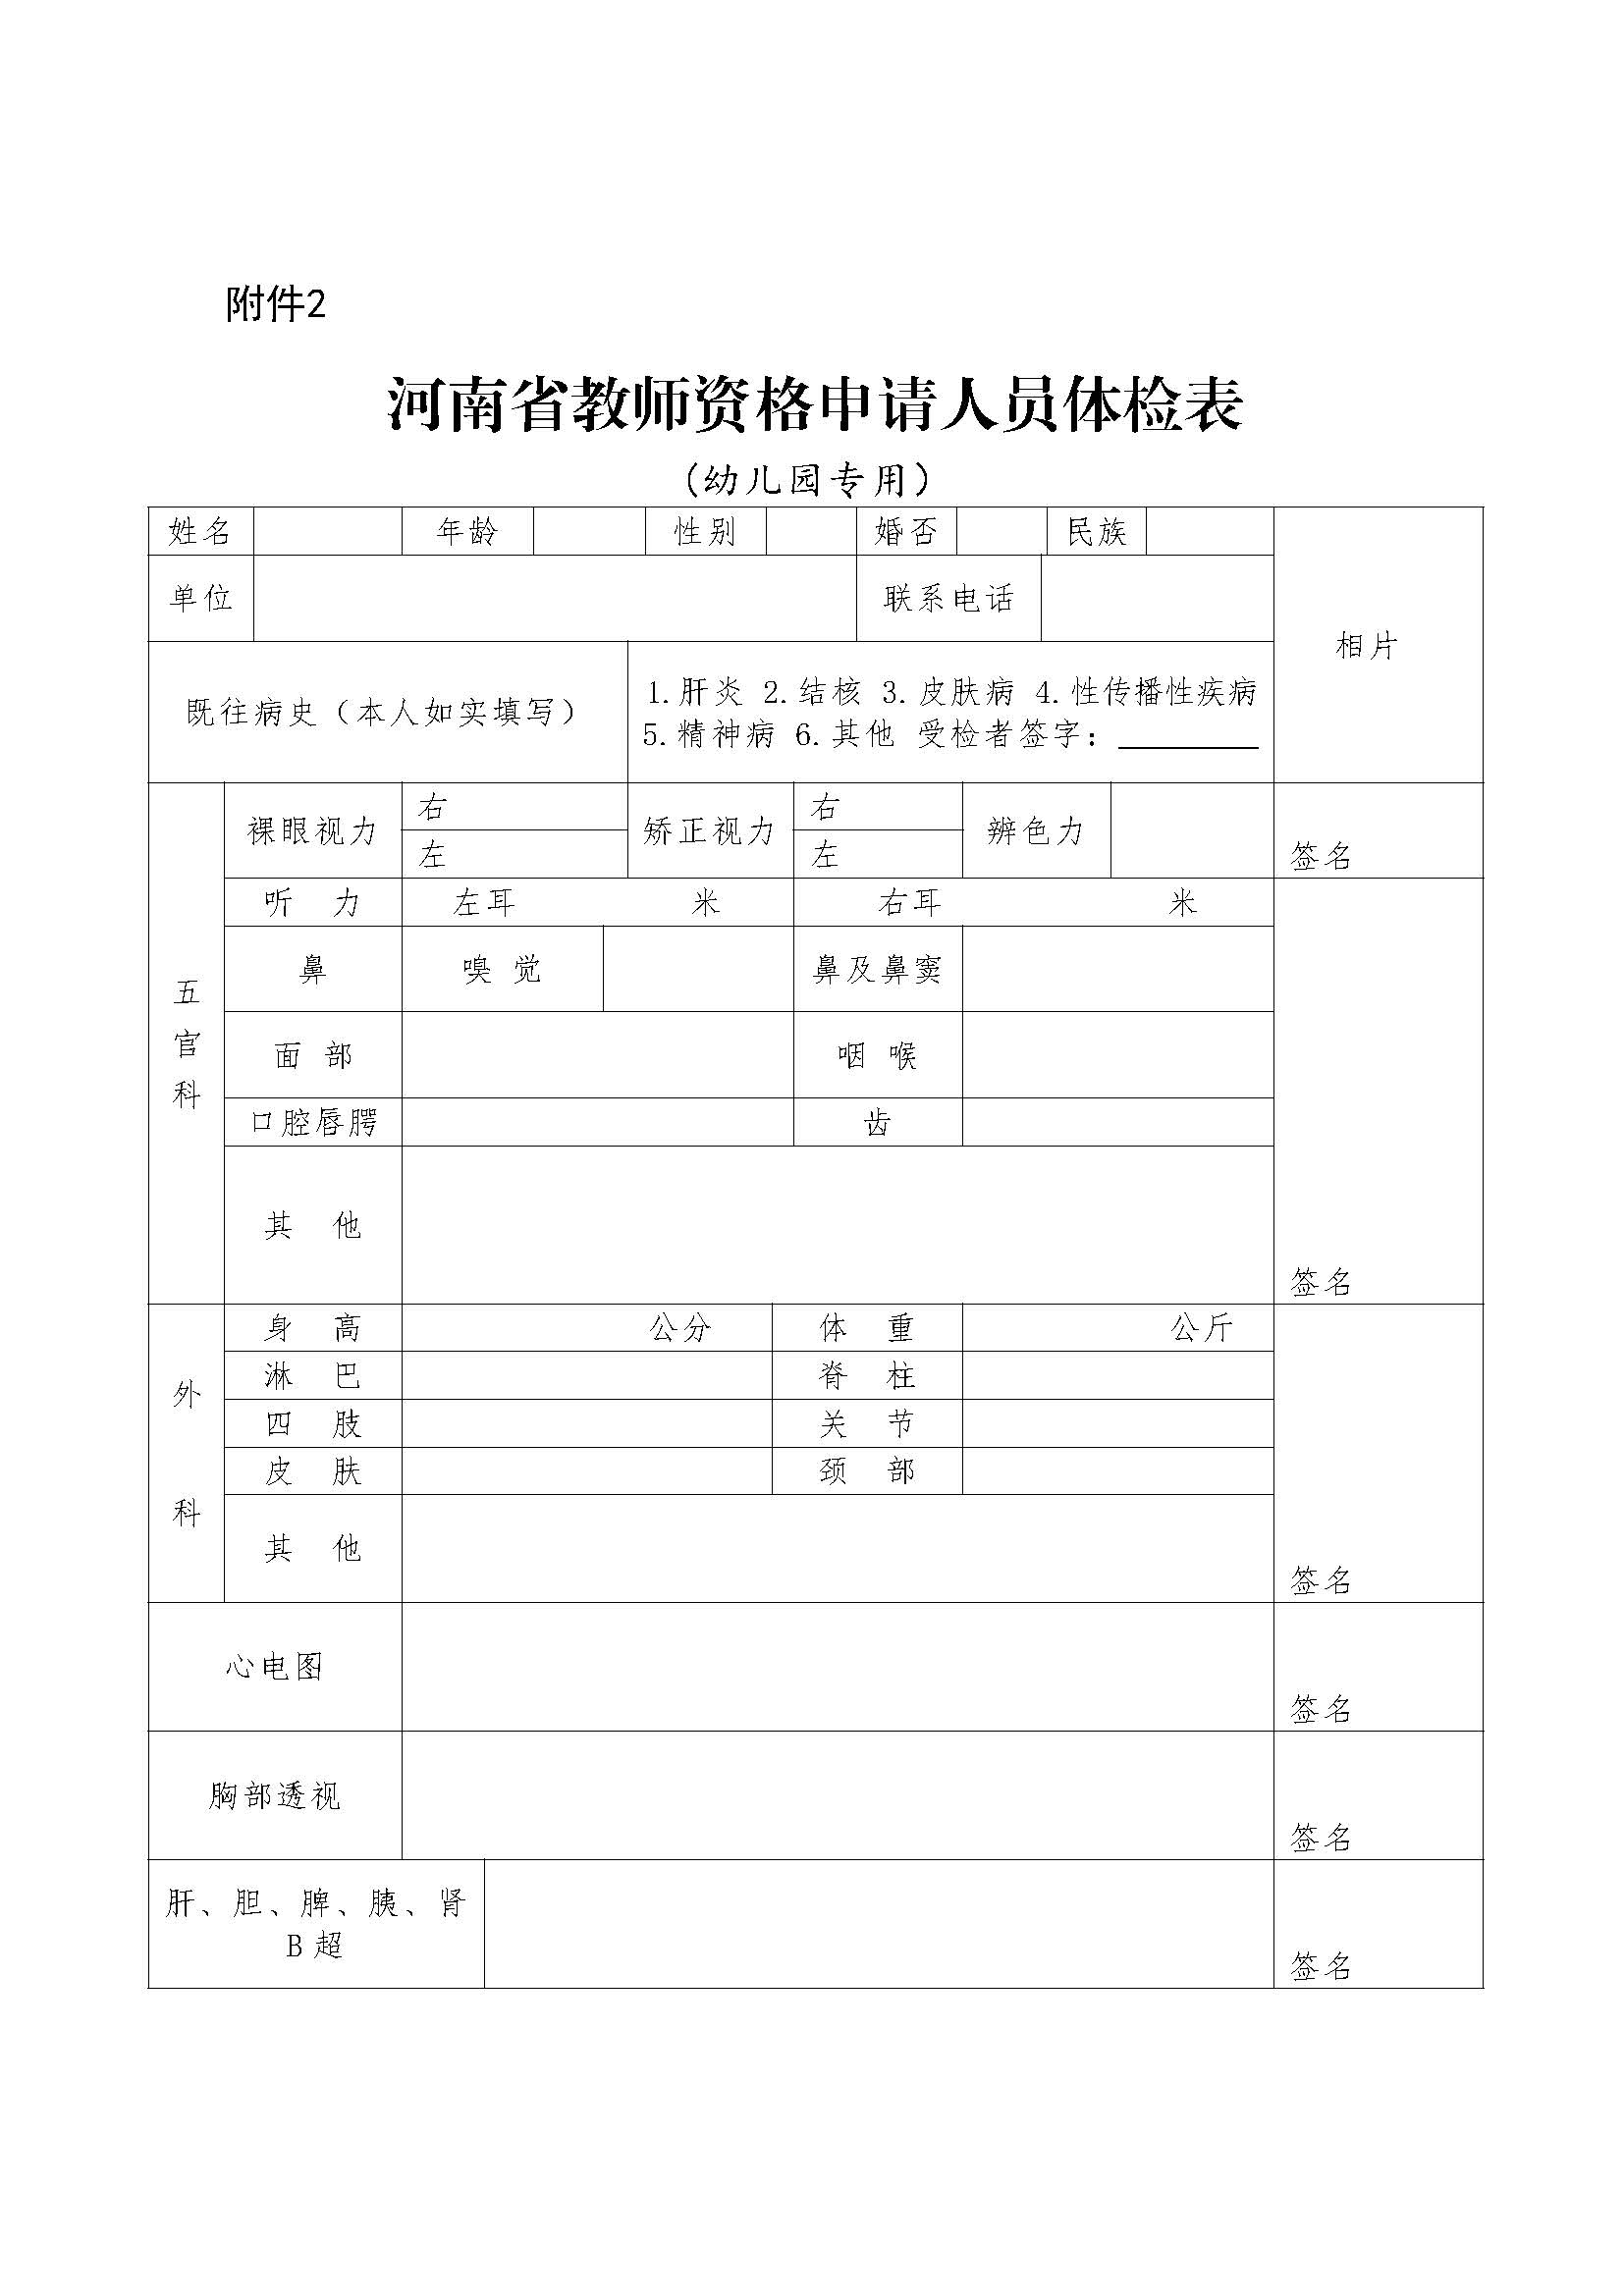 附件2
河南省教师资格申请人员体检表
(幼儿园专用)
姓名 年龄 性别 婚否 民族
相片
单位 联系电话
既往病史（本人如实填写）
1.肝炎 2.结核 3.皮肤病 4.性传播性疾病
5.精神病 6.其他 受检者签字：
五官科
裸眼视力 右 左 矫正视力 右 左 辨色力
签名
听 力 左耳 米 右耳 米
鼻 嗅 觉 鼻及鼻窦
面 部 咽 喉
口腔唇腭 齿
其 他
签名
外科
身 高 公分 体 重 公斤
淋 巴 脊 柱
四 肢 关 节
皮 肤 颈 部
其 他
签名
心电图
签名
胸部透视
签名
肝、胆、脾、胰、肾
B 超
签名